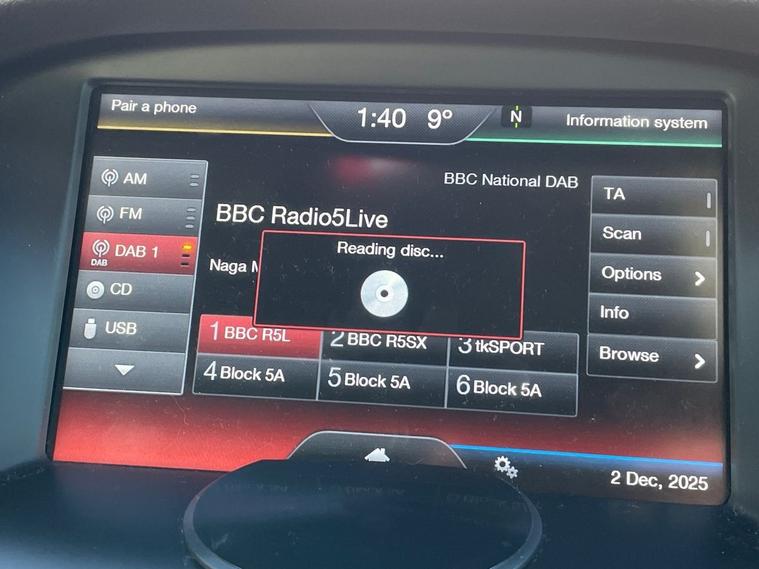 Pair a phone
1:40 9°
N
Information system
AM
FM
DAB
DAB 1
CD
USB
BBC National DAB
BBC Radio5Live
Naga
Reading disc...
1 BBC R5L
2 BBC R5SX
3 tkSPORT
4 Block 5A
5 Block 5A
6 Block 5A
TA
Scan
Options
Info
Browse
2 Dec, 2025